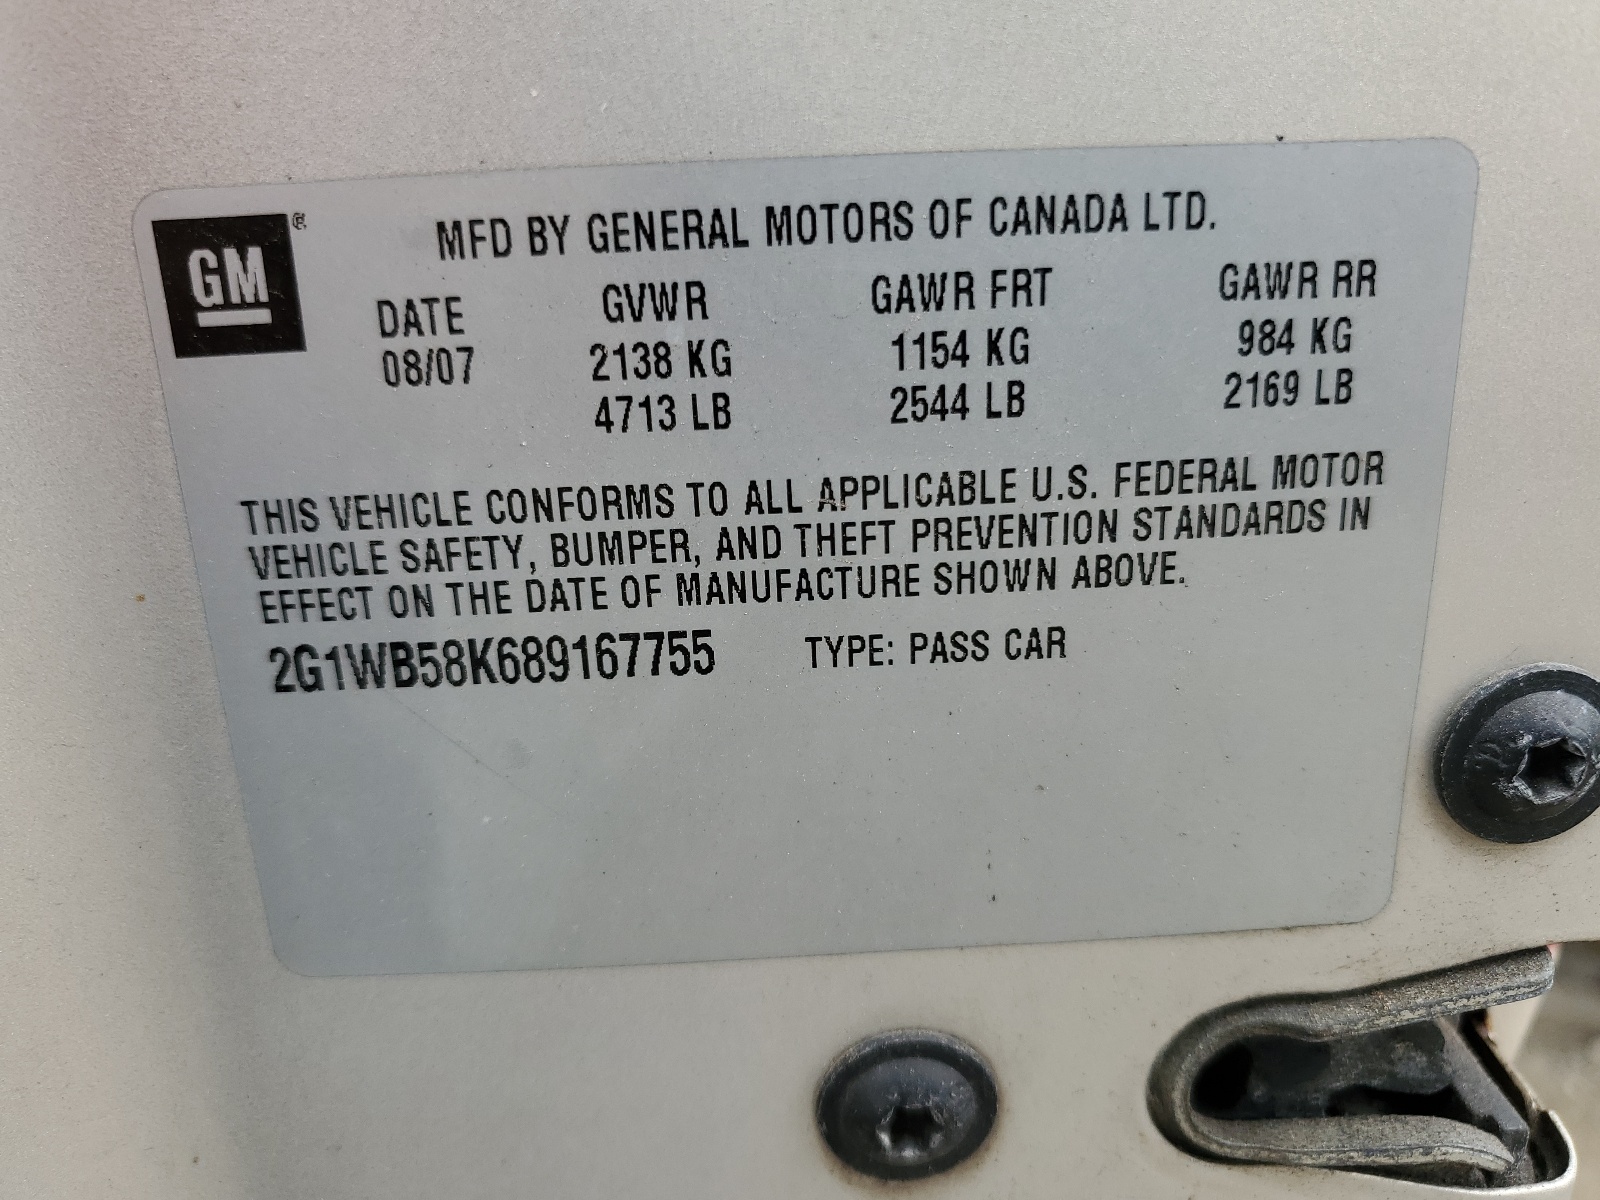 GM ®
MFD BY GENERAL MOTORS OF CANADA LTD.
DATE GVWR GAWR FRT GAWR RR
08/07 2138 KG 1154 KG 984 KG
4713 LB 2544 LB 2169 LB
THIS VEHICLE CONFORMS TO ALL APPLICABLE U.S. FEDERAL MOTOR
VEHICLE SAFETY, BUMPER, AND THEFT PREVENTION STANDARDS IN
EFFECT ON THE DATE OF MANUFACTURE SHOWN ABOVE.
2G1WB58K689167755 TYPE: PASS CAR